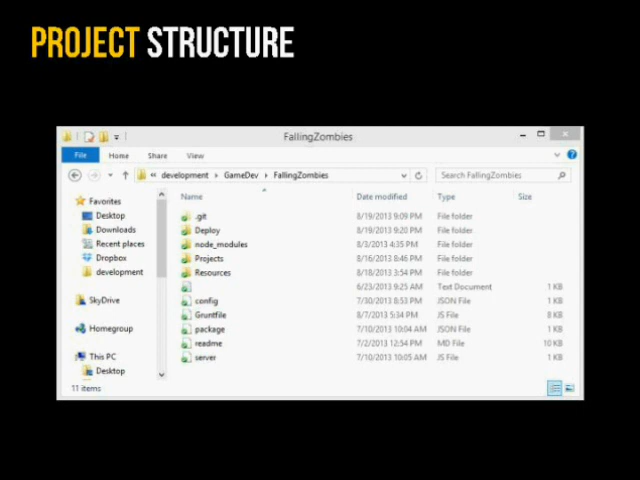 PROJECT STRUCTURE
FallingZombies
File Home Share View
« development › GameDev › FallingZombies Search FallingZombies
Name Date modified Type Size
Favorites
Desktop
Downloads
Recent places
Dropbox
development
SkyDrive
Homegroup
This PC
Desktop
.git 8/19/2013 9:09 PM File folder
Deploy 8/19/2013 9:20 PM File folder
node_modules 8/3/2013 4:35 PM File folder
Projects 8/16/2013 8:46 PM File folder
Resources 8/18/2013 3:54 PM File folder
6/23/2013 9:25 AM Text Document 1 KB
config 7/30/2013 8:53 PM JSON File 1 KB
Gruntfile 8/7/2013 5:34 PM JS File 8 KB
package 7/10/2013 10:04 AM JSON File 1 KB
readme 7/2/2013 12:54 PM MD File 10 KB
server 7/10/2013 10:05 AM JS File 1 KB
11 items